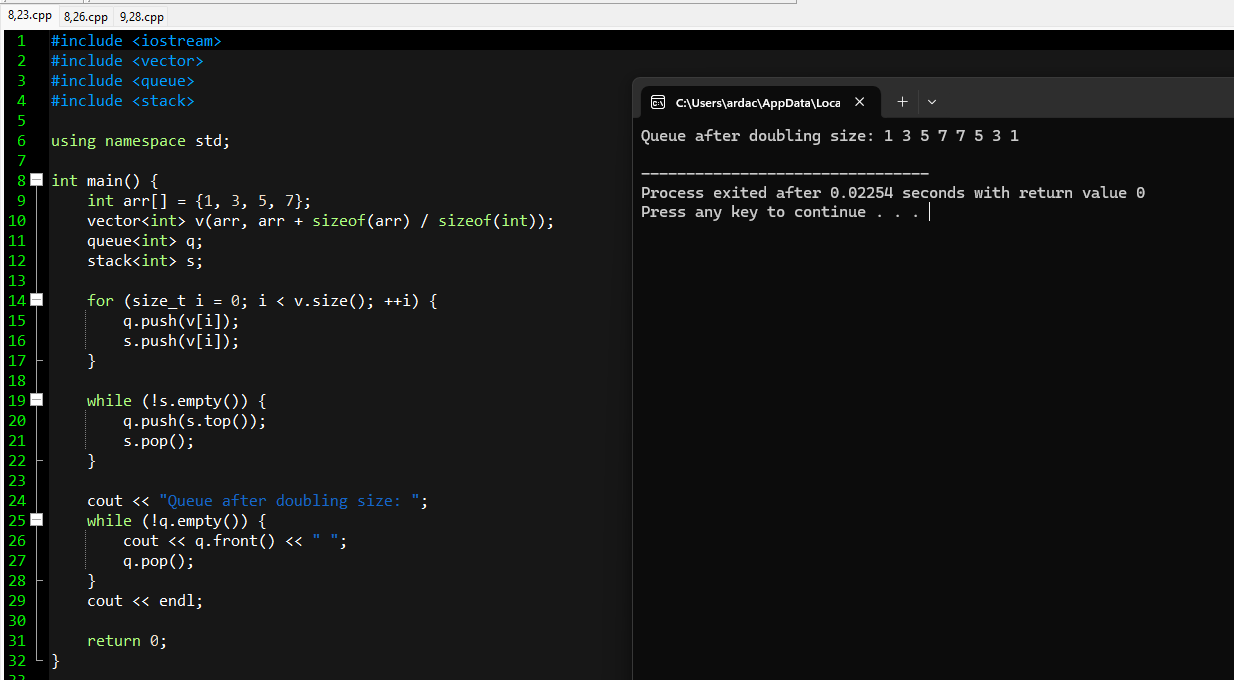 8,23.cpp 8,26.cpp 9,28.cpp
1 #include <iostream>
2 #include <vector>
3 #include <queue>
4 #include <stack>
5
6 using namespace std;
7
8 int main() {
9 int arr[] = {1, 3, 5, 7};
10 vector<int> v(arr, arr + sizeof(arr) / sizeof(int));
11 queue<int> q;
12 stack<int> s;
13
14 for (size_t i = 0; i < v.size(); ++i) {
15 q.push(v[i]);
16 s.push(v[i]);
17 }
18
19 while (!s.empty()) {
20 q.push(s.top());
21 s.pop();
22 }
23
24 cout << "Queue after doubling size: ";
25 while (!q.empty()) {
26 cout << q.front() << " ";
27 q.pop();
28 }
29 cout << endl;
30
31 return 0;
32 }
33
C:\Users\ardac\AppData\Loca
Queue after doubling size: 1 3 5 7 7 5 3 1
--------------------------------
Process exited after 0.02254 seconds with return value 0
Press any key to continue . . .